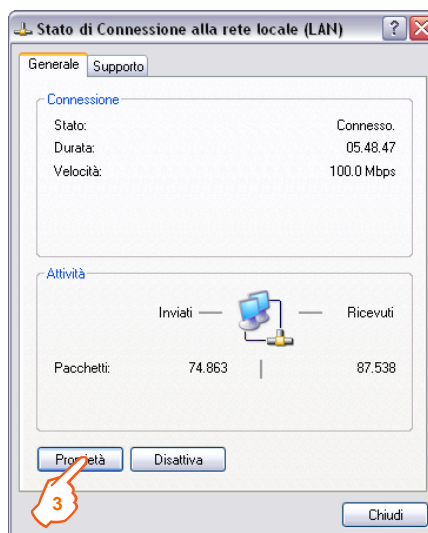 Stato di Connessione alla rete locale (LAN)
Generale Supporto
Connessione
Stato: Connesso.
Durata: 05.48.47
Velocità: 100.0 Mbps
Attività
Inviati Ricevuti
Pacchetti: 74.863 87.538
Proprietà Disattiva
3
Chiudi